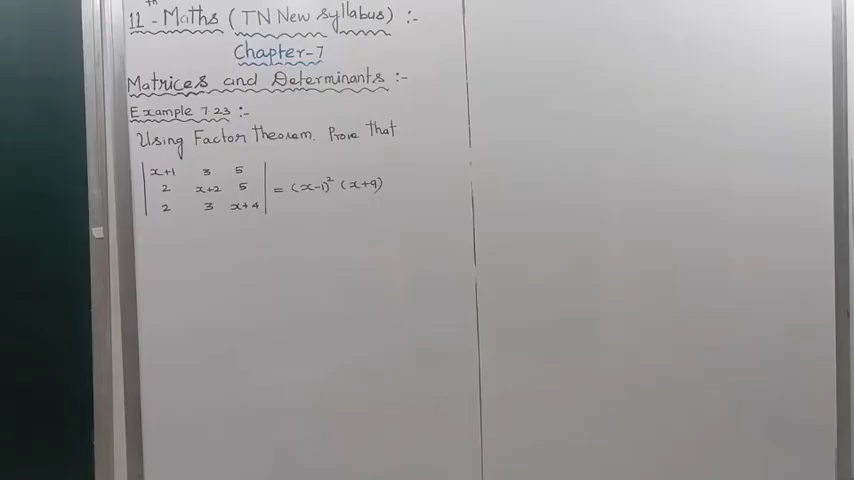 11th - Maths (TN New syllabus) :-
Chapter-7
Matrices and Determinants :-
Example 7.23 :-
Using Factor theorem. Prove that
| x+1 3 5 |
| 2 x+2 5 | = (x-1)² (x+9)
| 2 3 x+4 |